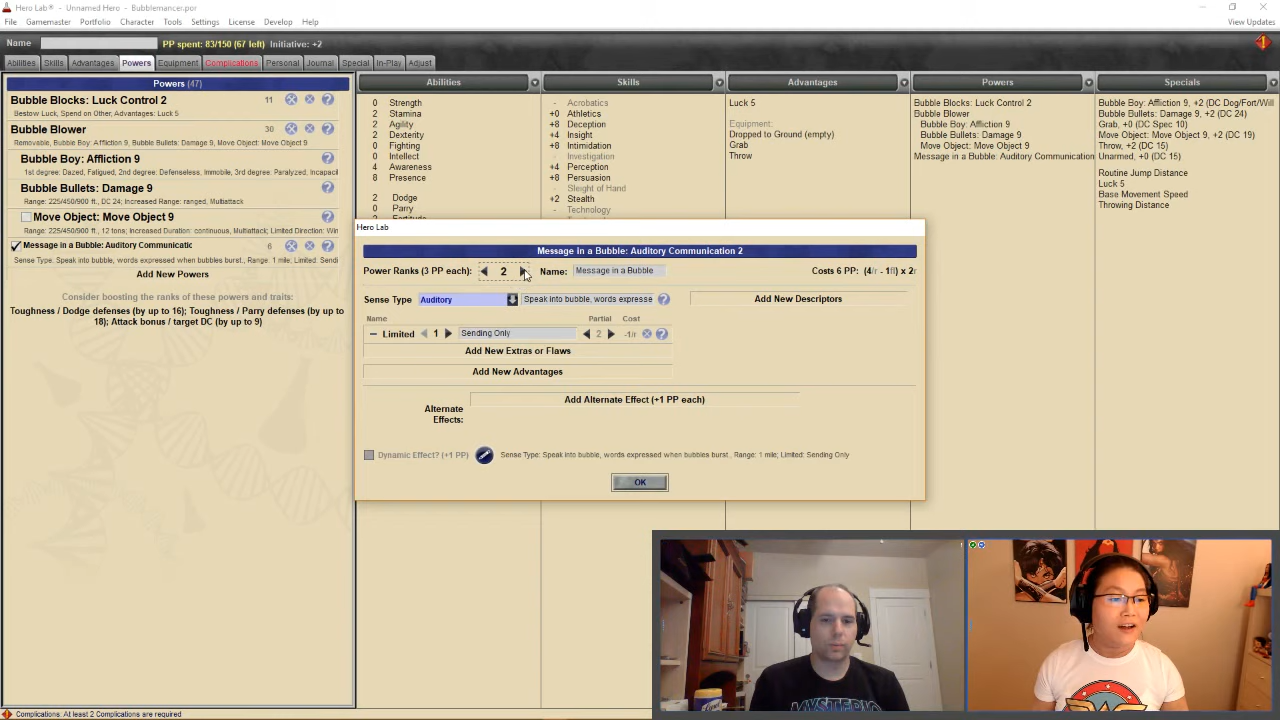 Hero Lab® - Unnamed Hero - Bubblemancer.por
File Gamemaster Portfolio Character Tools Settings License Develop Help
View Updates
Name PP spent: 83/150 (67 left) Initiative: +2
Abilities Skills Advantages Powers Equipment Complications Personal Journal Special In-Play Adjust
Powers (47)
Bubble Blocks: Luck Control 2 11
Bestow Luck, Spend on Other, Advantages: Luck 5
Bubble Blower 30
Removable, Bubble Boy: Affliction 9, Bubble Bullets: Damage 9, Move Object: Move Object 9
Bubble Boy: Affliction 9
1st degree: Dazed, Fatigued, 2nd degree: Defenseless, Immobile, 3rd degree: Paralyzed, Incapaci
Bubble Bullets: Damage 9
Range: 225/450/900 ft., DC 24; Increased Range: ranged, Multiattack
Move Object: Move Object 9
Range: 225/450/900 ft., 12 tons; Increased Duration: continuous, Multiattack, Limited Direction: Win
Message in a Bubble: Auditory Communicatic 6
Sense Type: Speak into bubble, words expressed when bubbles burst., Range: 1 mile; Limited: Sendi
Add New Powers
Consider boosting the ranks of these powers and traits:
Toughness / Dodge defenses (by up to 16); Toughness / Parry defenses (by up to
18); Attack bonus / target DC (by up to 9)
Abilities
0 Strength
2 Stamina
2 Agility
2 Dexterity
0 Fighting
0 Intellect
4 Awareness
8 Presence
2 Dodge
0 Parry
Skills
- Acrobatics
+0 Athletics
+8 Deception
+4 Insight
+8 Intimidation
- Investigation
+4 Perception
+8 Persuasion
- Sleight of Hand
+2 Stealth
- Technology
Advantages
Luck 5
Equipment:
Dropped to Ground (empty)
Grab
Throw
Powers
Bubble Blocks: Luck Control 2
Bubble Blower
Bubble Boy: Affliction 9
Bubble Bullets: Damage 9
Move Object: Move Object 9
Message in a Bubble: Auditory Communication
Specials
Bubble Boy: Affliction 9, +2 (DC Dog/Fort/Will
Bubble Bullets: Damage 9, +2 (DC 24)
Grab, +0 (DC Spec 10)
Move Object: Move Object 9, +2 (DC 19)
Throw, +2 (DC 15)
Unarmed, +0 (DC 15)
Routine Jump Distance
Luck 5
Base Movement Speed
Throwing Distance
Hero Lab
Message in a Bubble: Auditory Communication 2
Power Ranks (3 PP each): 2 Name: Message in a Bubble Costs 6 PP: (4/r - 1/r) x 2r
Sense Type Auditory Speak into bubble, words expresse Add New Descriptors
Name Partial Cost
Limited 1 Sending Only 2 -1/r
Add New Extras or Flaws
Add New Advantages
Add Alternate Effect (+1 PP each)
Alternate
Effects:
Dynamic Effect? (+1 PP) Sense Type: Speak into bubble, words expressed when bubbles burst., Range: 1 mile; Limited: Sending Only
OK
MYSTERIO
Complications: At least 2 Complications are required